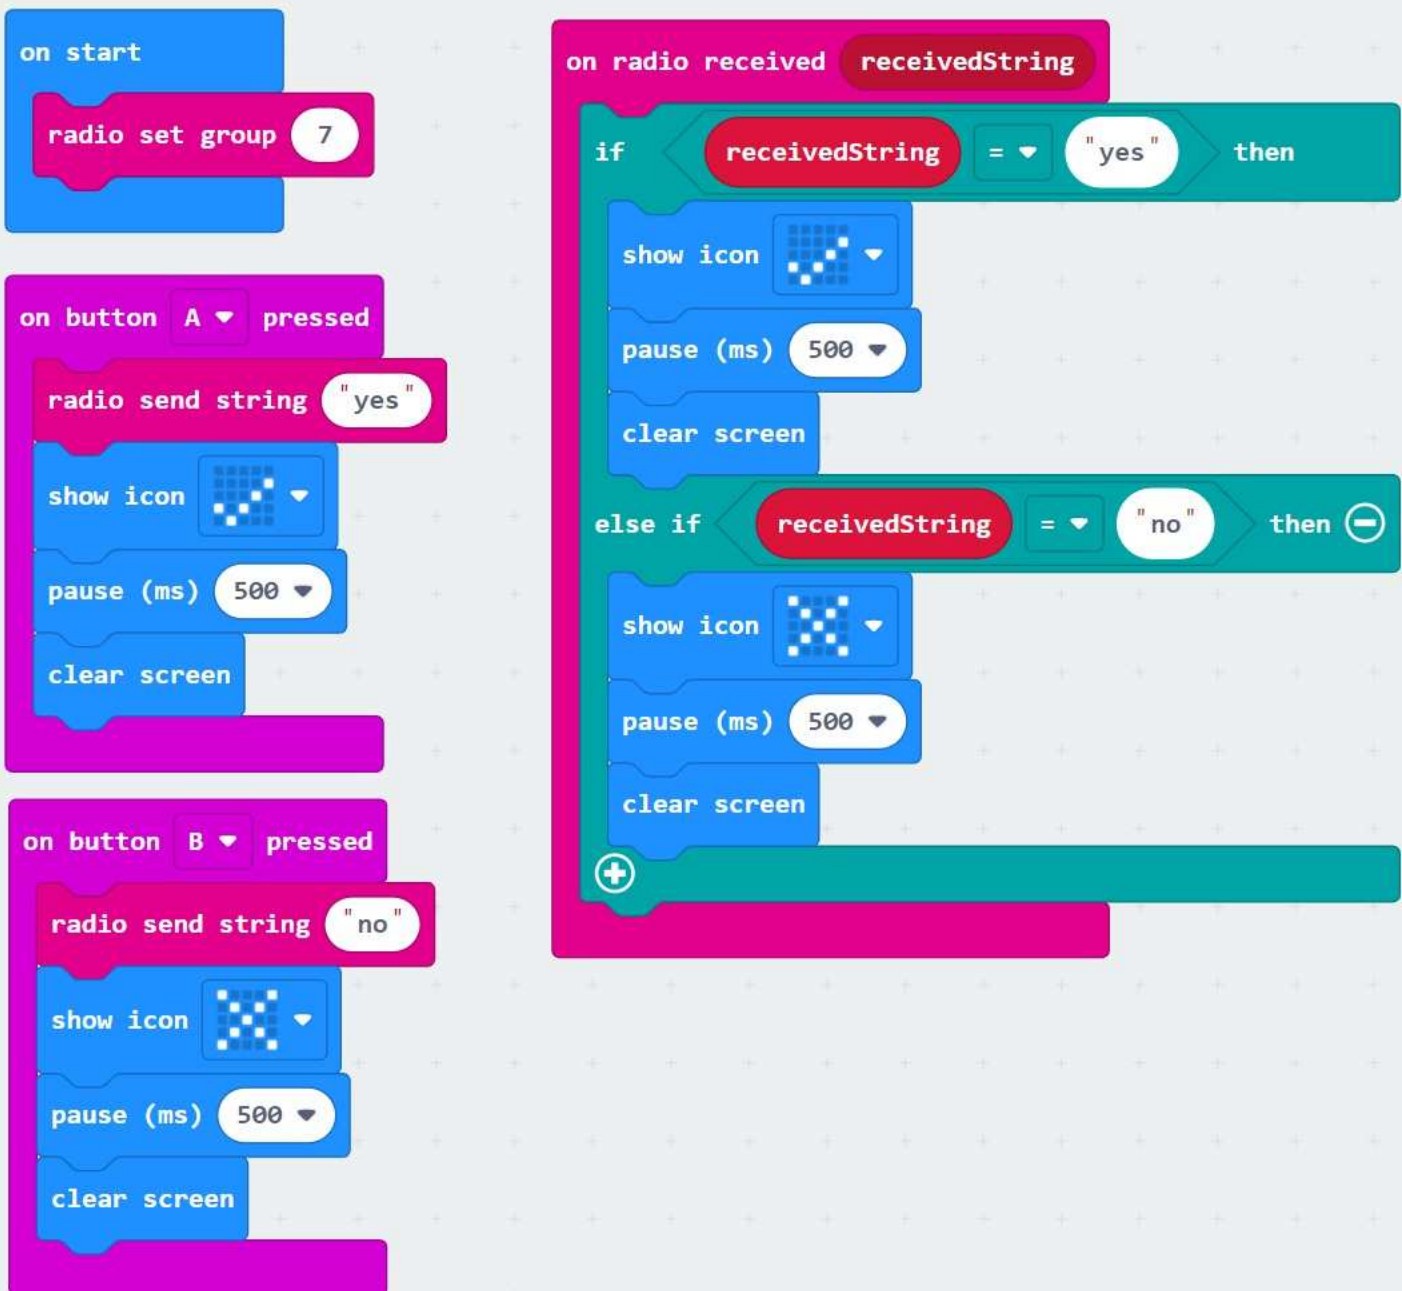 on start
radio set group 7
on button A pressed
radio send string "yes"
show icon
pause (ms) 500
clear screen
on button B pressed
radio send string "no"
show icon
pause (ms) 500
clear screen
on radio received receivedString
if receivedString = "yes" then
show icon
pause (ms) 500
clear screen
else if receivedString = "no" then
show icon
pause (ms) 500
clear screen